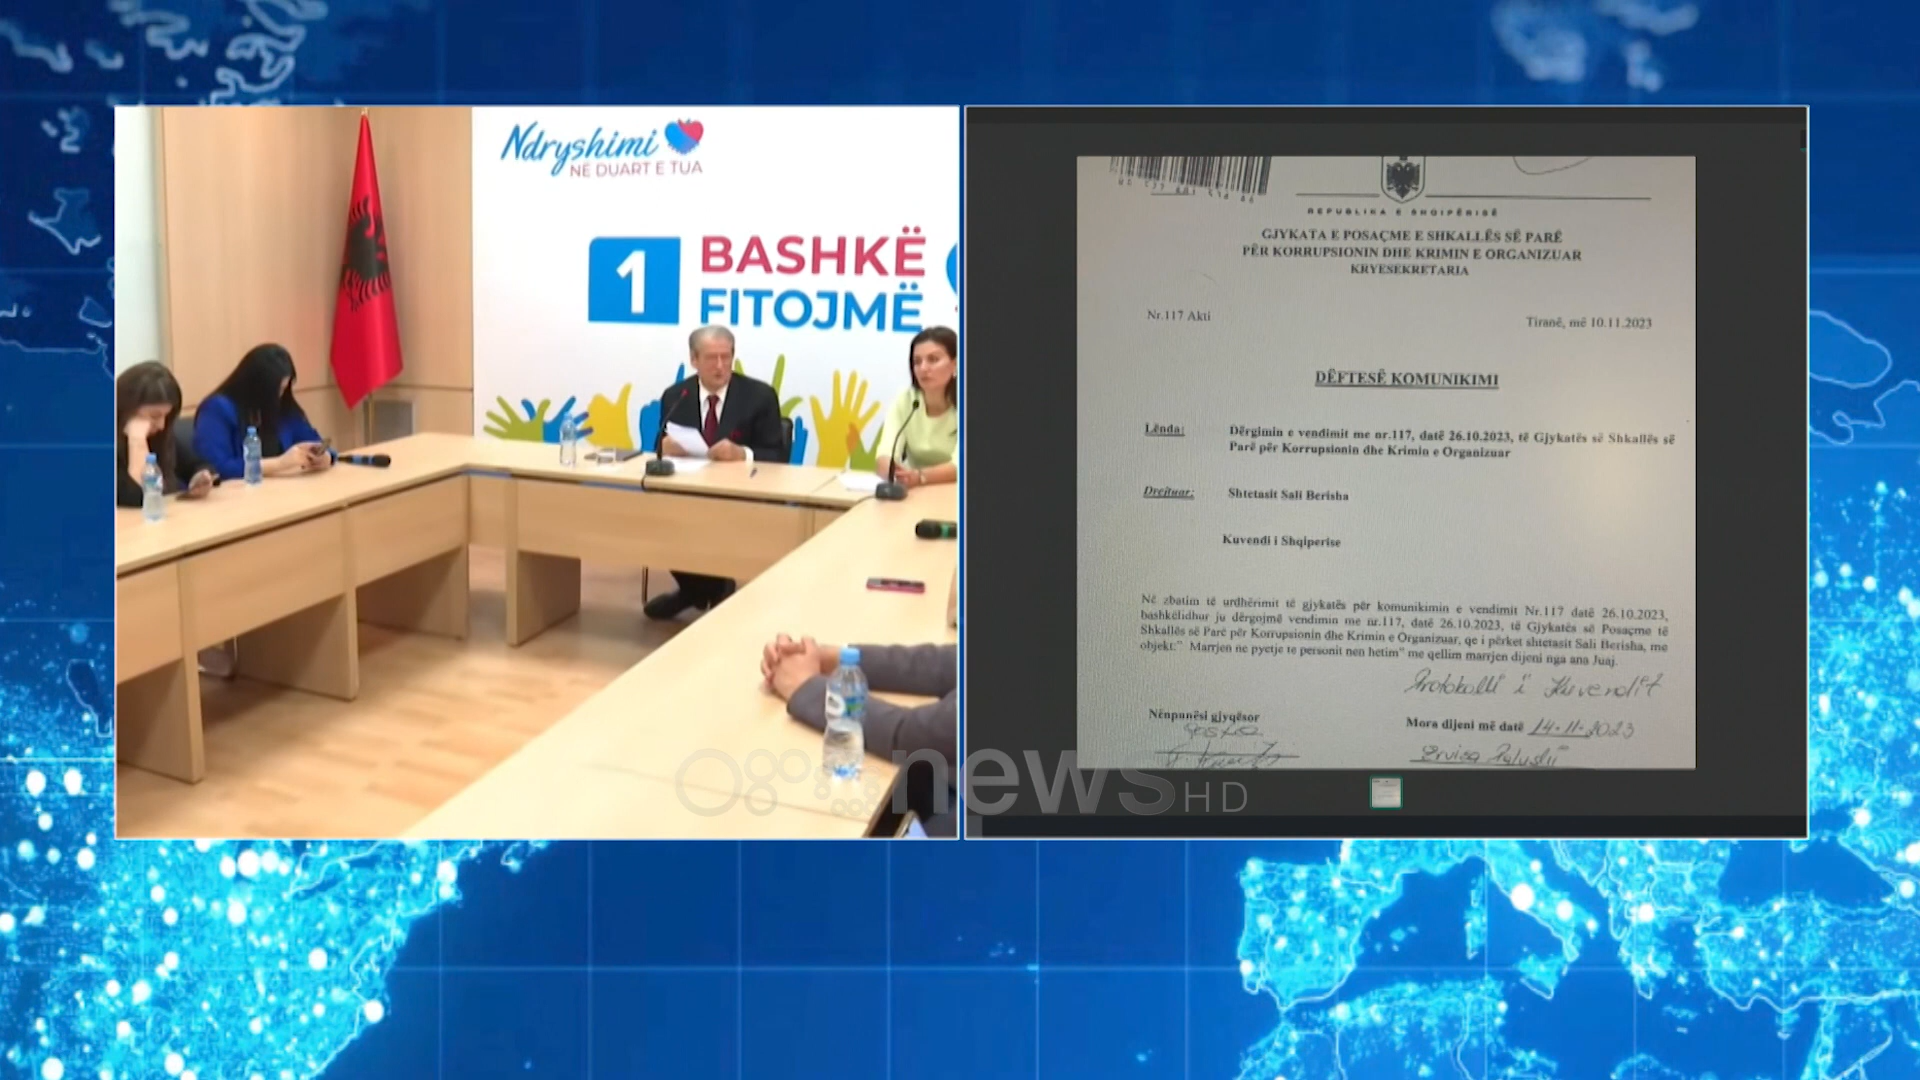 Ndryshimi
NË DUART E TUA
1 BASHKË
FITOJMË
REPUBLIKA E SHQIPËRISË
GJYKATA E POSAÇME E SHKALLËS SË PARË
PËR KORRUPSIONIN DHE KRIMIN E ORGANIZUAR
KRYESEKRETARIA
Nr.117 Akti
Tiranë, më 10.11.2023
DËFTESË KOMUNIKIMI
Lënda: Dërgimin e vendimit me nr.117, datë 26.10.2023, të Gjykatës së Shkallës së
Parë për Korrupsionin dhe Krimin e Organizuar
Drejtuar: Shtetasit Sali Berisha
Kuvendi i Shqiperise
Në zbatim të urdhërimit të gjykatës për komunikimin e vendimit Nr.117 datë 26.10.2023,
bashkëlidhur ju dërgojmë vendimin me nr.117, datë 26.10.2023, të Gjykatës së Posaçme të
Shkallës së Parë për Korrupsionin dhe Krimin e Organizuar, qe i përket shtetasit Sali Berisha, me
objekt:" Marrjen ne pyetje te personit nen hetim" me qellim marrjen dijeni nga ana Juaj.
Protokolli i Kuvendit
Nënpunësi gjyqësor
Mora dijeni më datë 14-11-2023
news HD